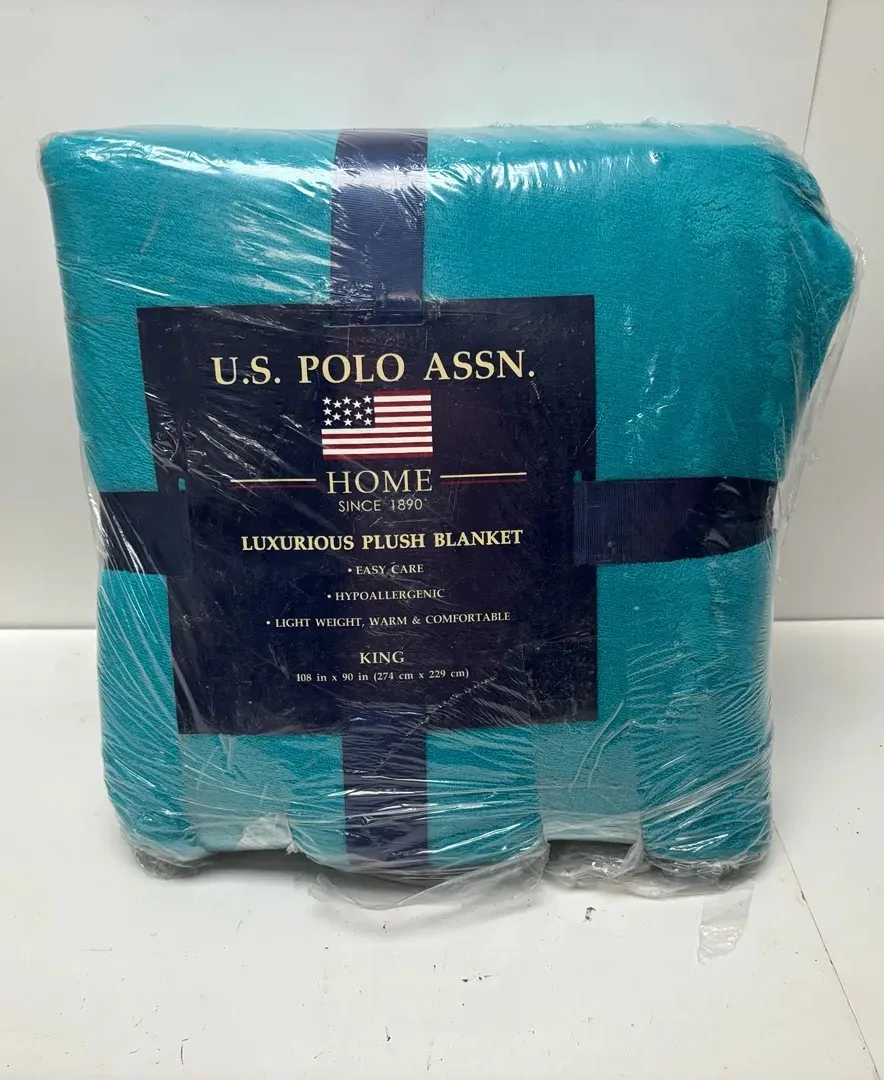 U.S. POLO ASSN.
HOME
SINCE 1890
LUXURIOUS PLUSH BLANKET
• EASY CARE
• HYPOALLERGENIC
• LIGHT WEIGHT, WARM & COMFORTABLE
KING
108 in x 90 in (274 cm x 229 cm)